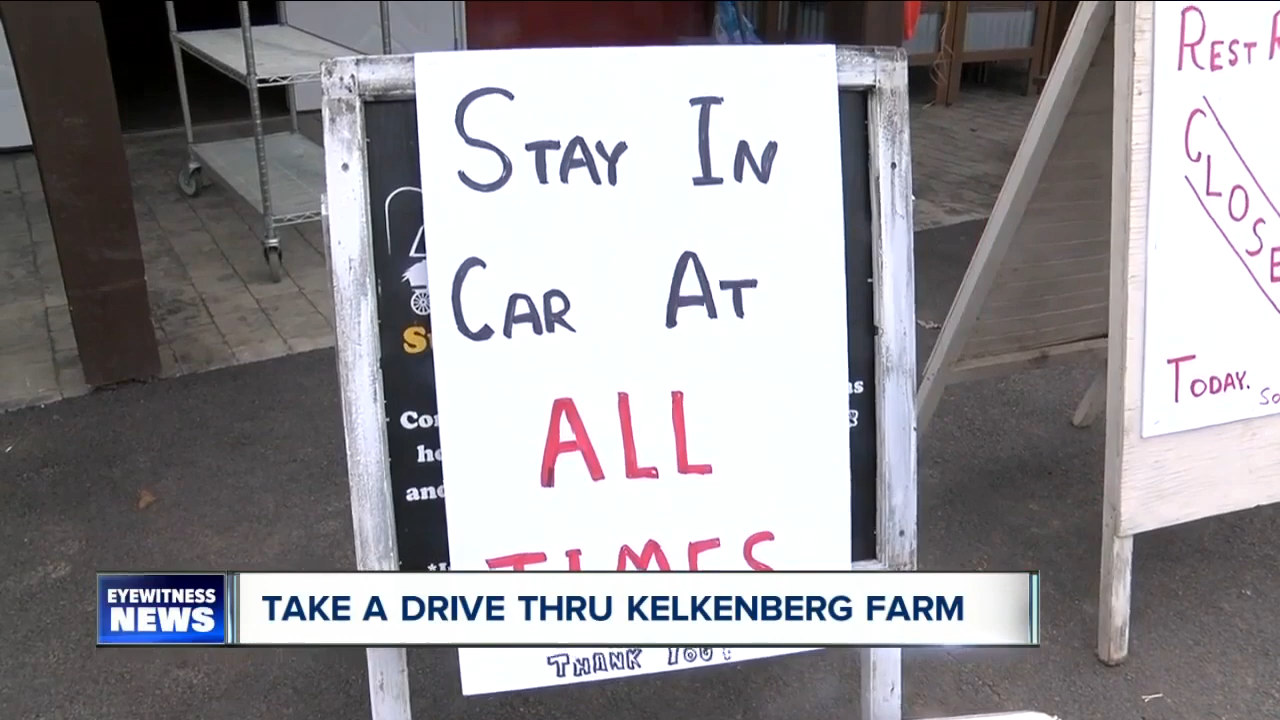 STAY IN
CAR AT
ALL
TIMES
THANK YOU!
REST
CLOSE
TODAY.
EYEWITNESS
NEWS
TAKE A DRIVE THRU KELKENBERG FARM